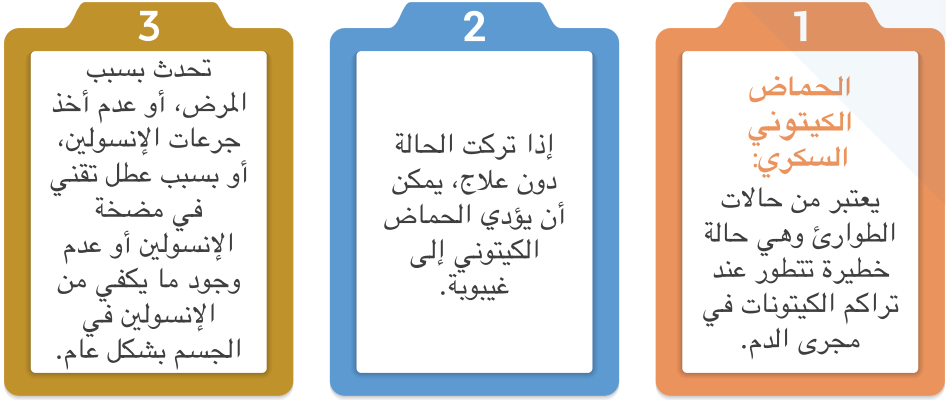 1
الحماض
الكيتوني
السكري:
يعتبر من حالات
الطوارئ وهي حالة
خطيرة تتطور عند
تراكم الكيتونات في
مجرى الدم.
2
إذا تركت الحالة
دون علاج، يمكن
أن يؤدي الحماض
الكيتوني إلى
غيبوبة.
3
تحدث بسبب
المرض، أو عدم أخذ
جرعات الإنسولين،
أو بسبب عطل تقني
في مضخة
الإنسولين أو عدم
وجود ما يكفي من
الإنسولين في
الجسم بشكل عام.